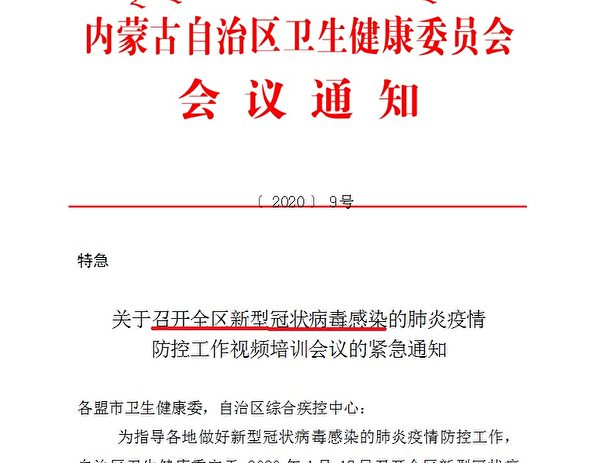 内蒙古自治区卫生健康委员会
会议通知
〔 2020 〕 9号
特急
关于召开全区新型冠状病毒感染的肺炎疫情
防控工作视频培训会议的紧急通知
各盟市卫生健康委，自治区综合疾控中心：
为指导各地做好新型冠状病毒感染的肺炎疫情防控工作，